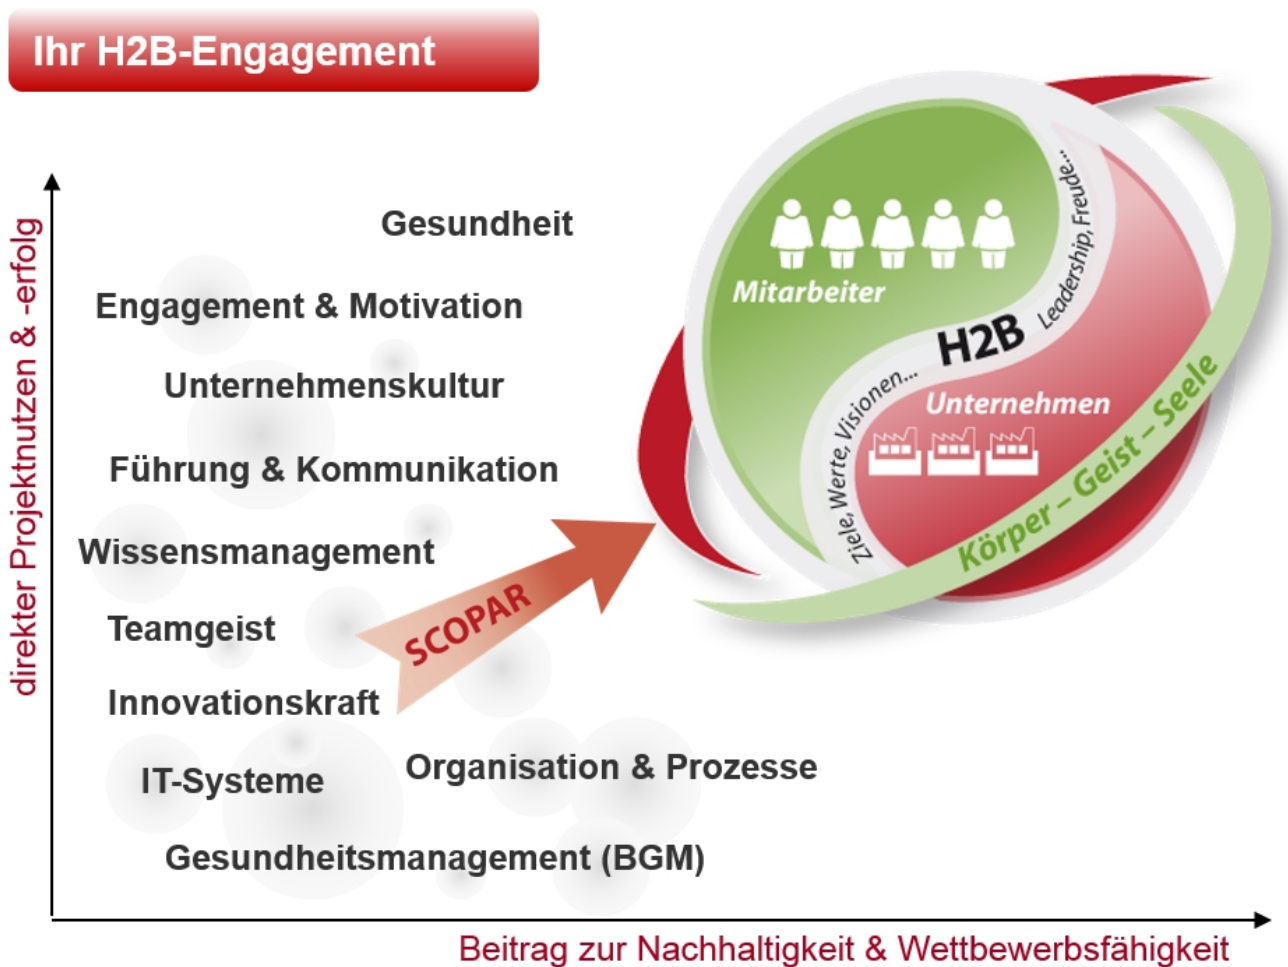 Ihr H2B-Engagement
direkter Projektnutzen & -erfolg
Gesundheit
Engagement & Motivation
Unternehmenskultur
Führung & Kommunikation
Wissensmanagement
Teamgeist
Innovationskraft
IT-Systeme
Organisation & Prozesse
Gesundheitsmanagement (BGM)
SCOPAR
Mitarbeiter
Leadership, Freude...
H2B
Ziele, Werte, Visionen...
Unternehmen
Körper – Geist – Seele
Beitrag zur Nachhaltigkeit & Wettbewerbsfähigkeit